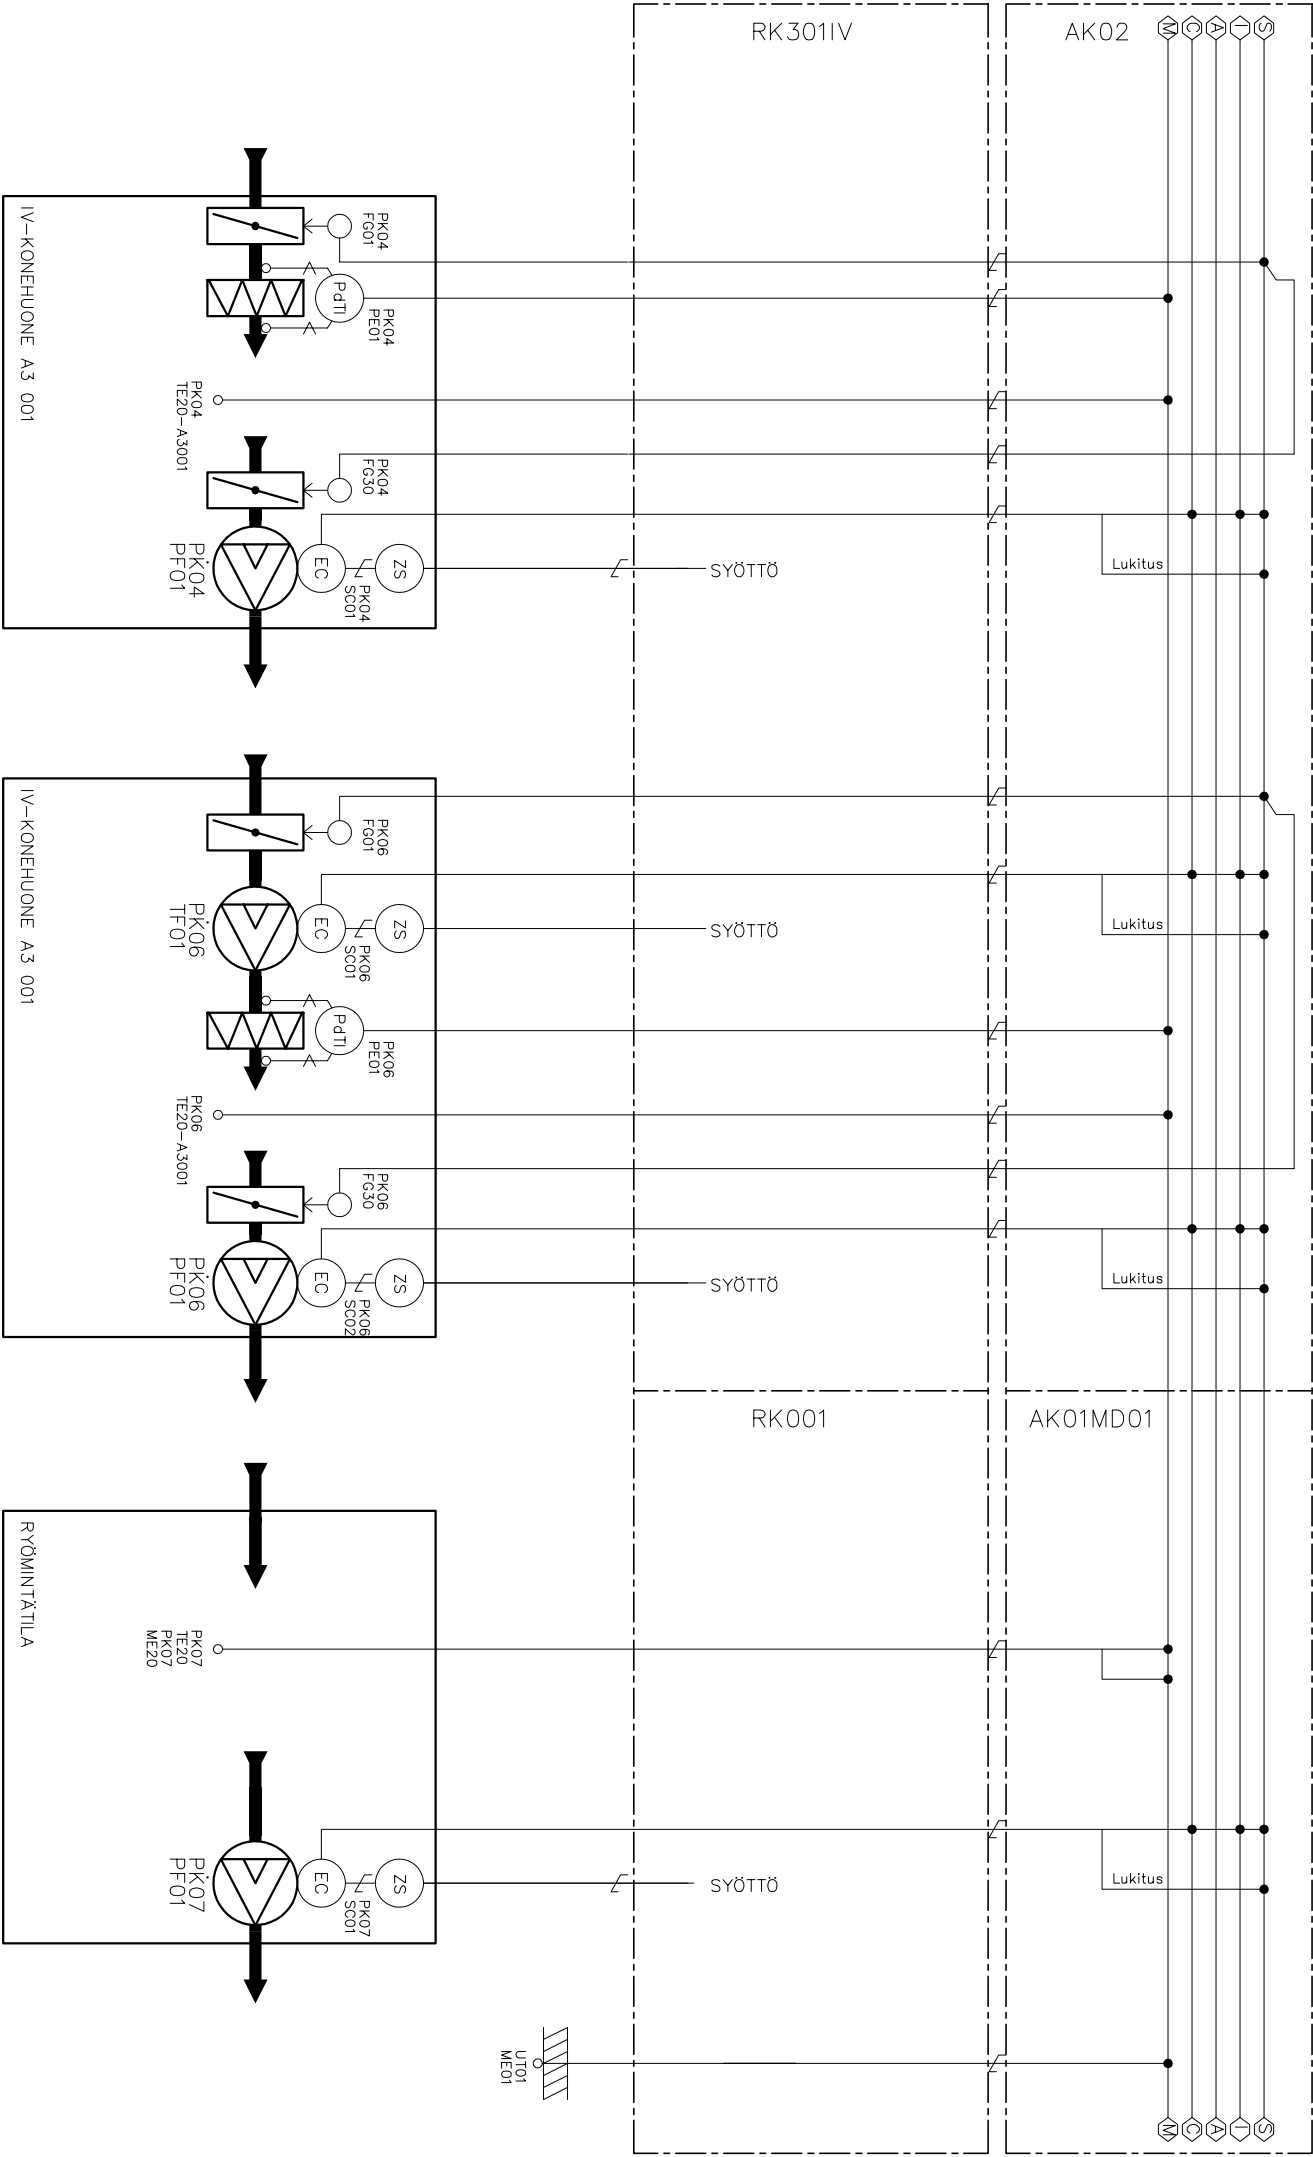 RK301IV
AK02
M
C
A
I
S
PK04
FG01
PdTI
PK04
PE01
PK04
TE20-A3001
PK04
FG30
PK04
PF01
EC
PK04
SC01
ZS
SYÖTTÖ
Lukitus
IV-KONEHUONE A3 001
PK06
FG01
PK06
TF01
EC
PK06
SC01
ZS
SYÖTTÖ
Lukitus
PdTI
PK06
PE01
PK06
TE20-A3001
PK06
FG30
PK06
PF01
EC
PK06
SC02
ZS
SYÖTTÖ
Lukitus
IV-KONEHUONE A3 001
RK001
AK01MD01
PK07
TE20
PK07
ME20
PK07
PF01
EC
PK07
SC01
ZS
SYÖTTÖ
Lukitus
RYÖMINTÄTILA
UT01
ME01
M
C
A
I
S